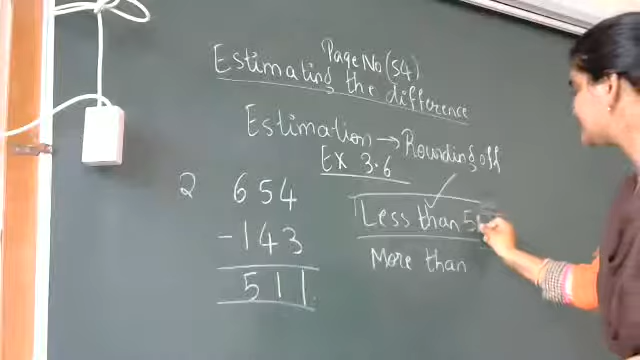 Page No (54)
Estimating the difference
Estimation → Rounding off
Ex 3.6
2 654
- 143
511
Less than 5
More than